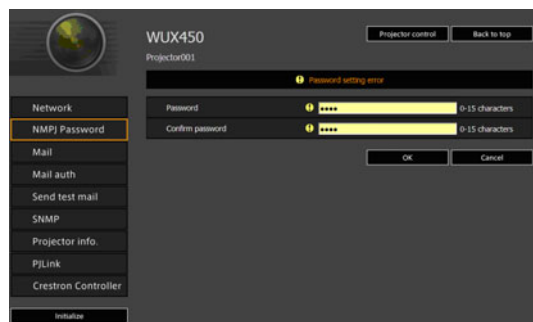 WUX450
Projector control
Back to top
Projector001
Password setting error
Network
NMPJ Password
Mail
Mail auth
Send test mail
SNMP
Projector info.
PJLink
Crestron Controller
Initialize
Password
0-15 characters
Confirm password
0-15 characters
OK
Cancel